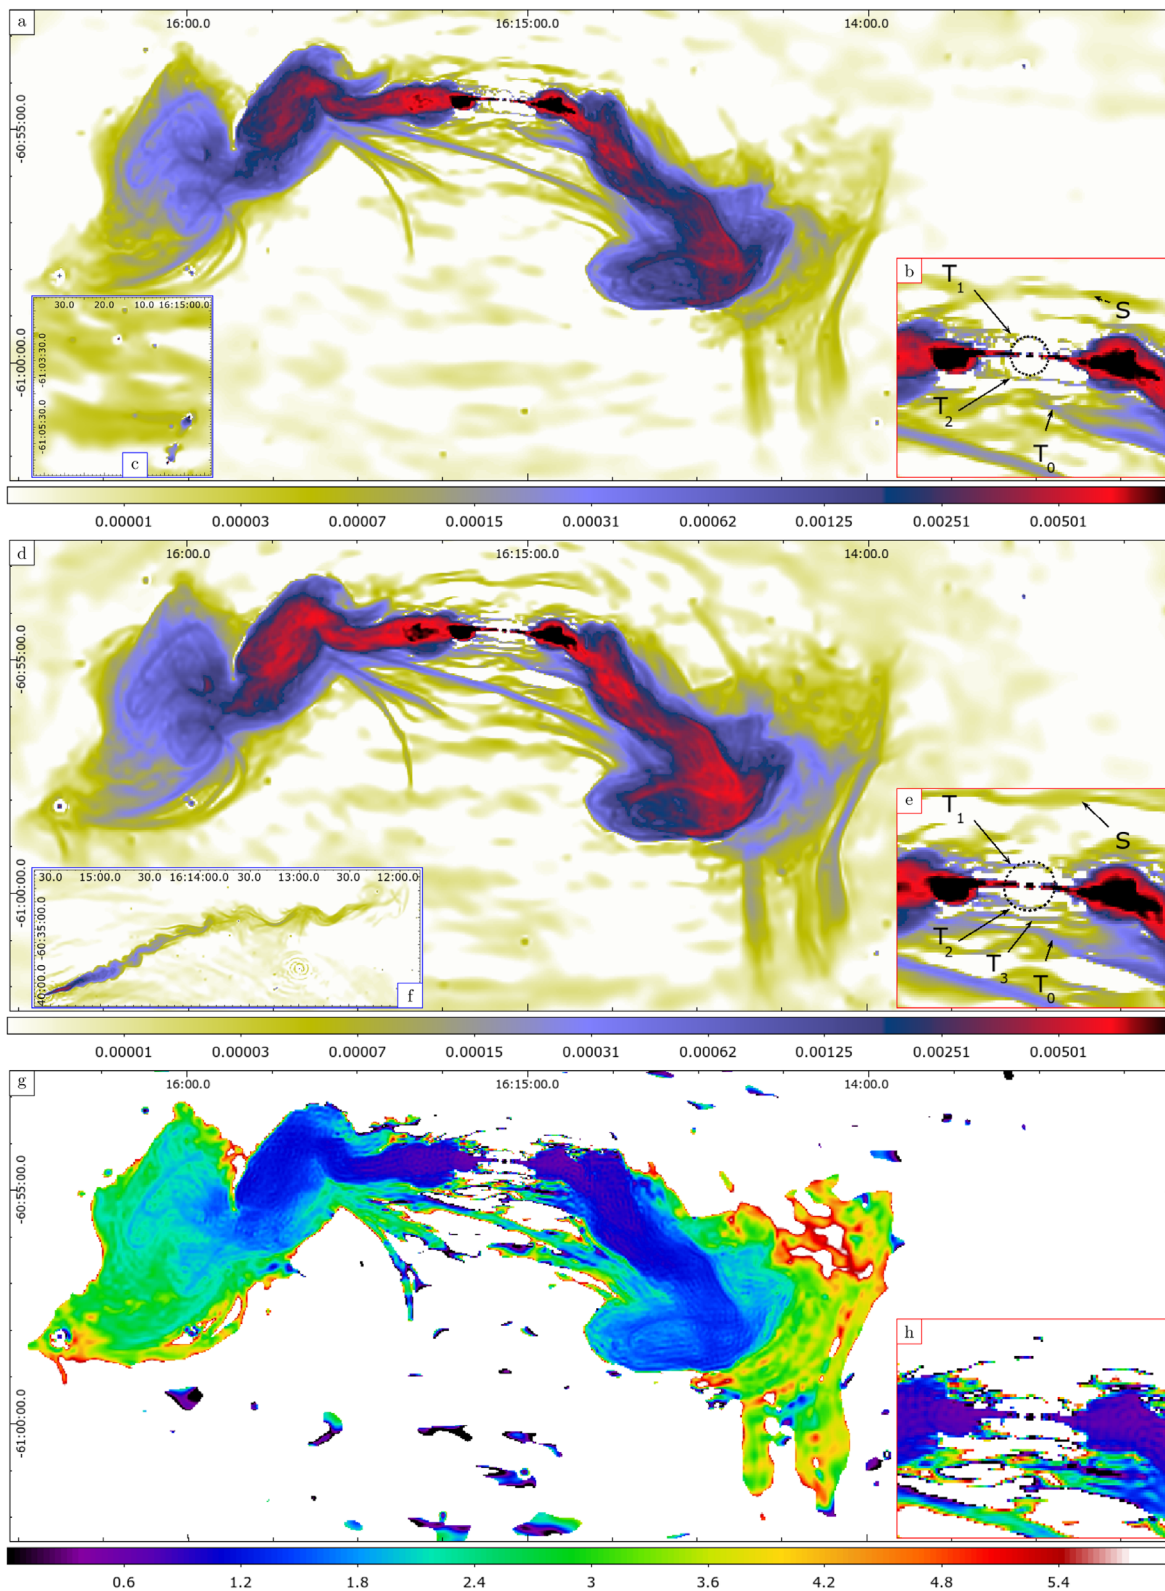 a
16:00.0 16:15:00.0 14:00.0
-60:55:00.0
-61:00:00.0
b
T1
S
T2
T0
30.0 20.0 10.0 16:15:00.0
-61:03:30.0
-61:05:30.0
c
0.00001 0.00003 0.00007 0.00015 0.00031 0.00062 0.00125 0.00251 0.00501
d
16:00.0 16:15:00.0 14:00.0
-60:55:00.0
-61:00:00.0
e
T1
S
T2
T3
T0
30.0 15:00.0 30.0 16:14:00.0 30.0 13:00.0 30.0 12:00.0
-60:35:00.0
40:00.0
f
0.00001 0.00003 0.00007 0.00015 0.00031 0.00062 0.00125 0.00251 0.00501
g
16:00.0 16:15:00.0 14:00.0
-60:55:00.0
-61:00:00.0
h
0.6 1.2 1.8 2.4 3 3.6 4.2 4.8 5.4